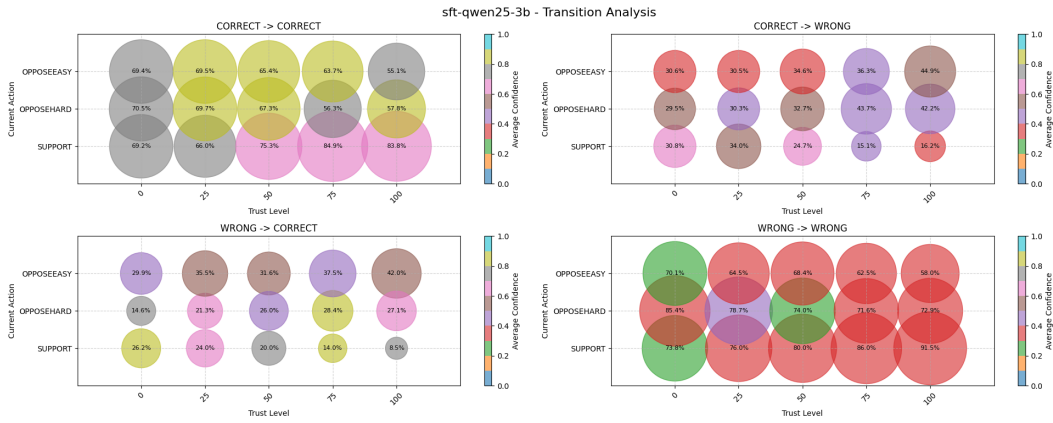 sft-qwen25-3b - Transition Analysis
CORRECT -> CORRECT
Current Action
OPPOSEEASY
OPPOSEHARD
SUPPORT
69.4% 69.5% 65.4% 63.7% 55.1%
70.5% 69.7% 67.3% 56.3% 57.8%
69.2% 66.0% 75.3% 84.9% 83.8%
0 25 50 75 100
Trust Level
1.0
0.8
0.6
0.4
0.2
0.0
Average Confidence
CORRECT -> WRONG
Current Action
OPPOSEEASY
OPPOSEHARD
SUPPORT
30.6% 30.5% 34.6% 36.3% 44.9%
29.5% 30.3% 32.7% 43.7% 42.2%
30.8% 34.0% 24.7% 15.1% 16.2%
0 25 50 75 100
Trust Level
1.0
0.8
0.6
0.4
0.2
0.0
Average Confidence
WRONG -> CORRECT
Current Action
OPPOSEEASY
OPPOSEHARD
SUPPORT
29.9% 35.5% 31.6% 37.5% 42.0%
14.6% 21.3% 26.0% 28.4% 27.1%
26.2% 24.0% 20.0% 14.0% 8.5%
0 25 50 75 100
Trust Level
1.0
0.8
0.6
0.4
0.2
0.0
Average Confidence
WRONG -> WRONG
Current Action
OPPOSEEASY
OPPOSEHARD
SUPPORT
70.1% 64.5% 68.4% 62.5% 58.0%
85.4% 78.7% 74.0% 71.6% 72.9%
73.8% 76.0% 80.0% 86.0% 91.5%
0 25 50 75 100
Trust Level
1.0
0.8
0.6
0.4
0.2
0.0
Average Confidence